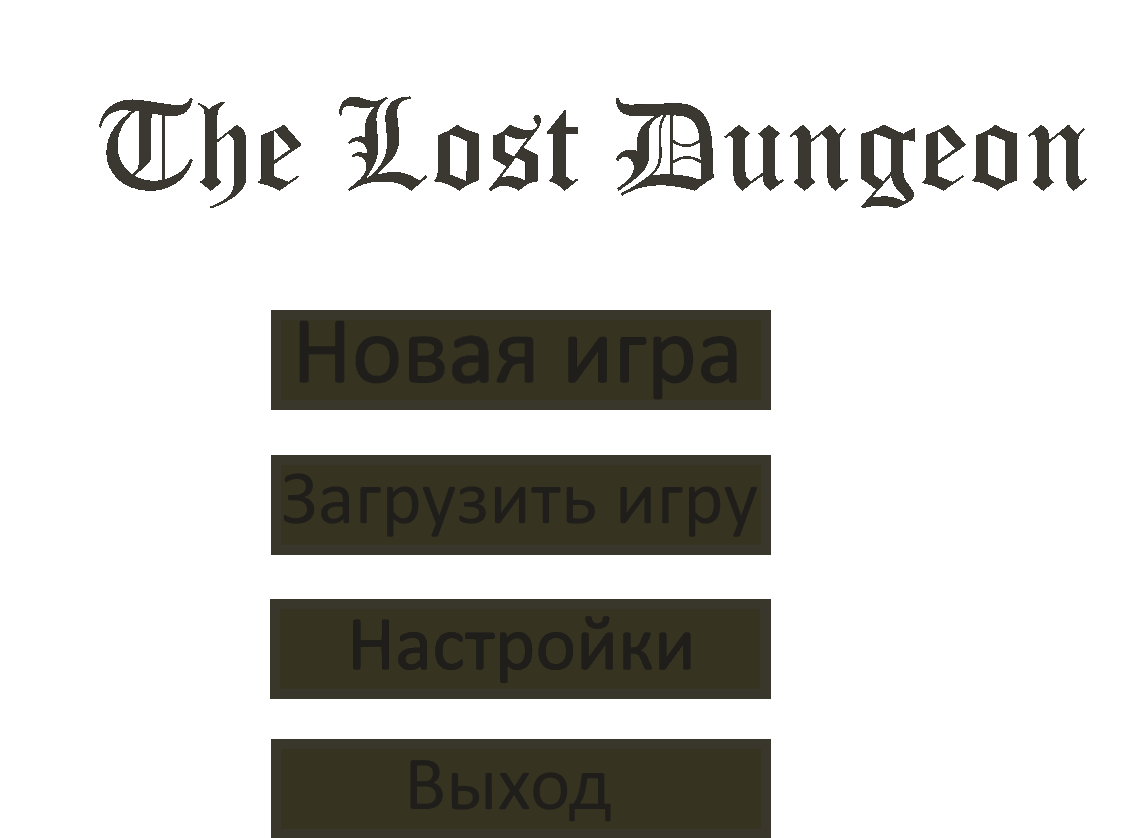 The Lost Dungeon
Новая игра
Загрузить игру
Настройки
Выход